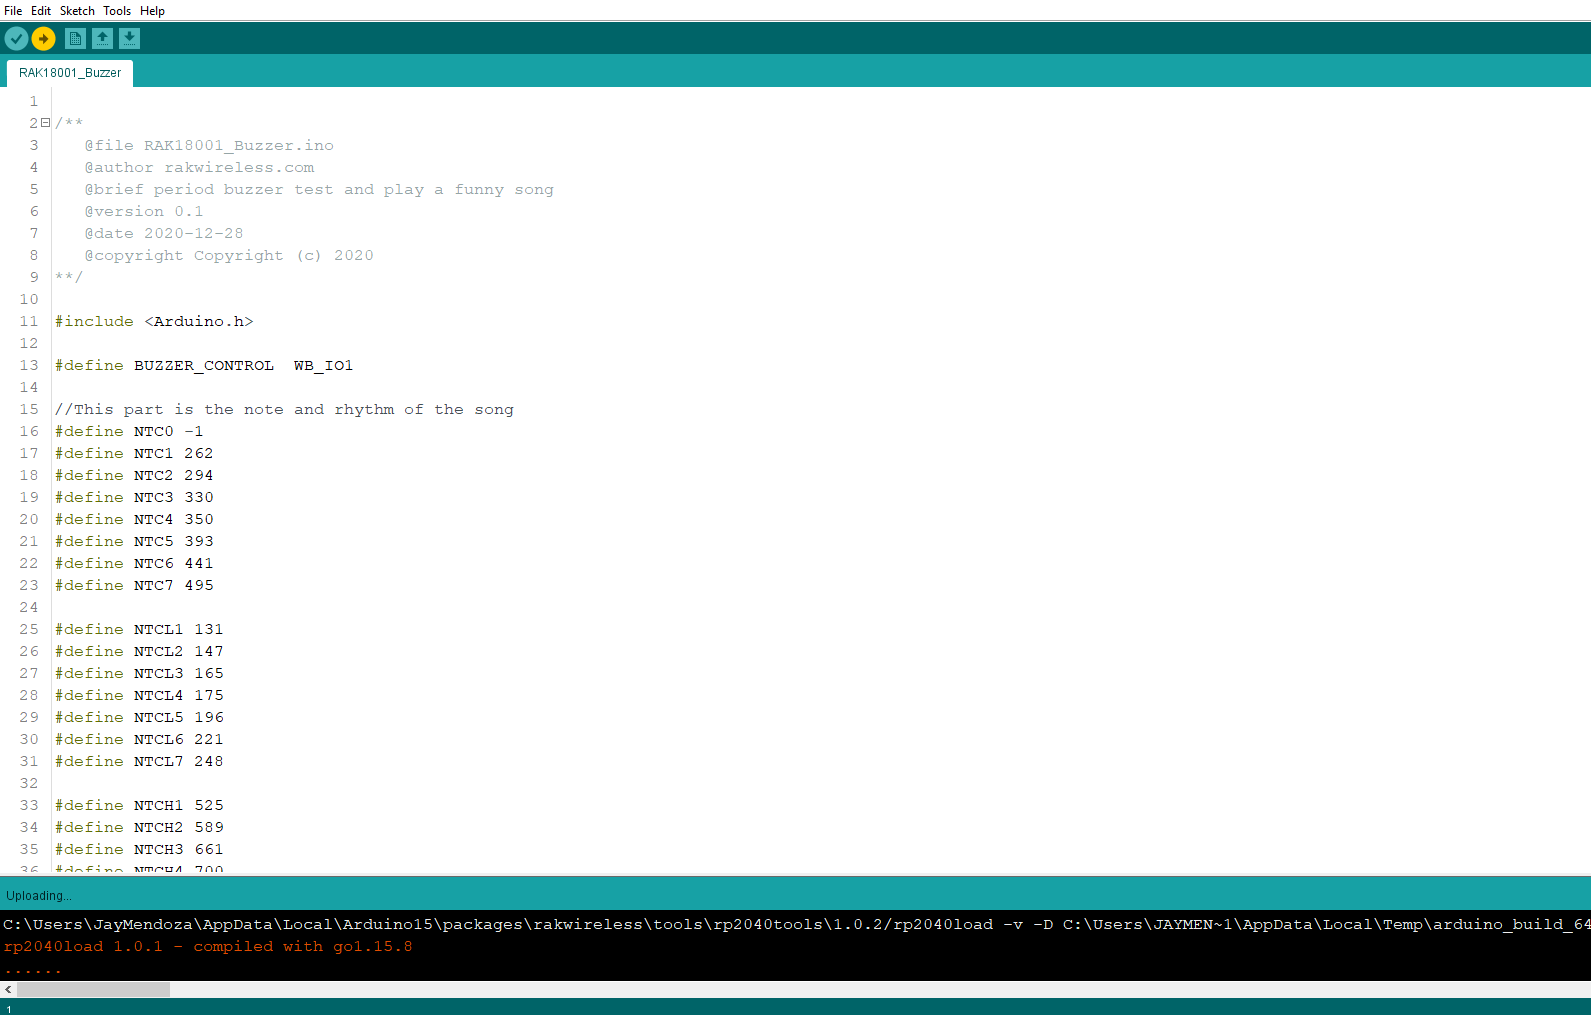 File Edit Sketch Tools Help
RAK18001_Buzzer
1
2 /**
3 @file RAK18001_Buzzer.ino
4 @author rakwireless.com
5 @brief period buzzer test and play a funny song
6 @version 0.1
7 @date 2020-12-28
8 @copyright Copyright (c) 2020
9 **/
10
11 #include <Arduino.h>
12
13 #define BUZZER_CONTROL  WB_IO1
14
15 //This part is the note and rhythm of the song
16 #define NTC0 -1
17 #define NTC1 262
18 #define NTC2 294
19 #define NTC3 330
20 #define NTC4 350
21 #define NTC5 393
22 #define NTC6 441
23 #define NTC7 495
24
25 #define NTCL1 131
26 #define NTCL2 147
27 #define NTCL3 165
28 #define NTCL4 175
29 #define NTCL5 196
30 #define NTCL6 221
31 #define NTCL7 248
32
33 #define NTCH1 525
34 #define NTCH2 589
35 #define NTCH3 661
36 #define NTCH4 700
Uploading...
C:\Users\JayMendoza\AppData\Local\Arduino15\packages\rakwireless\tools\rp2040tools\1.0.2/rp2040load -v -D C:\Users\JAYMEN~1\AppData\Local\Temp\arduino_build_64
rp2040load 1.0.1 - compiled with go1.15.8
......
1